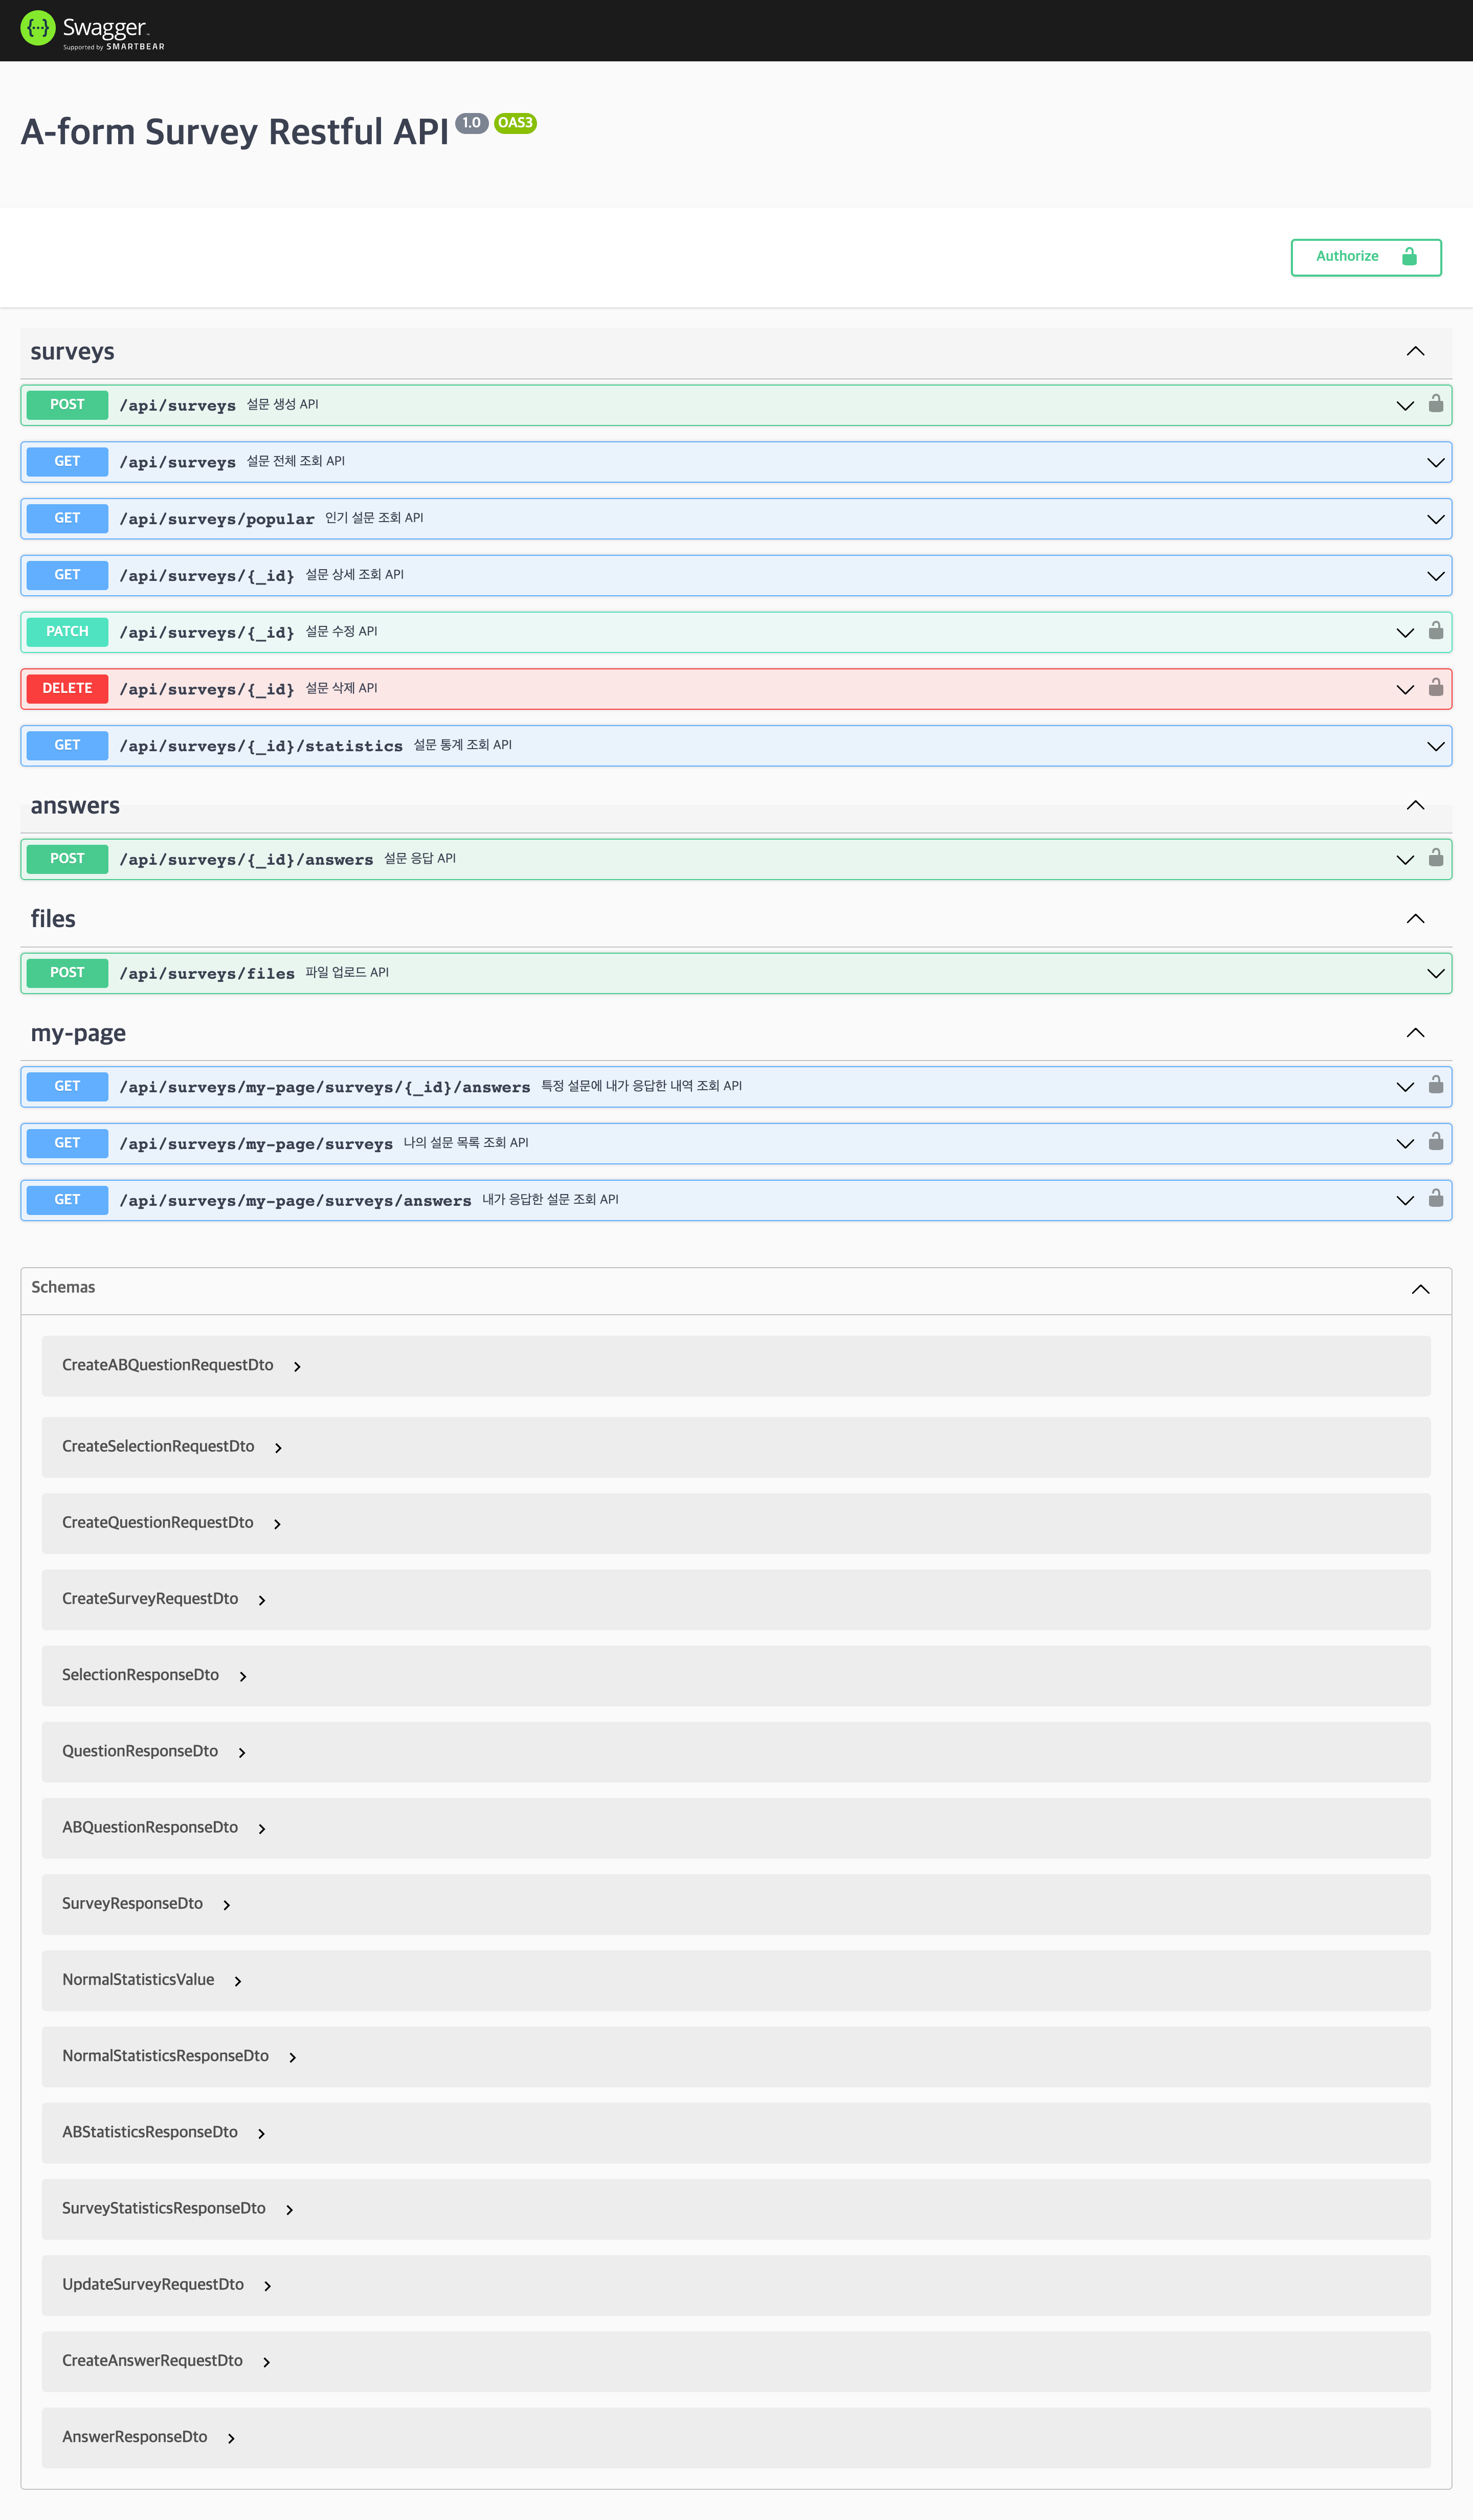 Swagger
Supported by SMARTBEAR
A-form Survey Restful API 1.0 OAS3
Authorize
surveys
POST /api/surveys 설문 생성 API
GET /api/surveys 설문 전체 조회 API
GET /api/surveys/popular 인기 설문 조회 API
GET /api/surveys/{_id} 설문 상세 조회 API
PATCH /api/surveys/{_id} 설문 수정 API
DELETE /api/surveys/{_id} 설문 삭제 API
GET /api/surveys/{_id}/statistics 설문 통계 조회 API
answers
POST /api/surveys/{_id}/answers 설문 응답 API
files
POST /api/surveys/files 파일 업로드 API
my-page
GET /api/surveys/my-page/surveys/{_id}/answers 특정 설문에 내가 응답한 내역 조회 API
GET /api/surveys/my-page/surveys 나의 설문 목록 조회 API
GET /api/surveys/my-page/surveys/answers 내가 응답한 설문 조회 API
Schemas
CreateABQuestionRequestDto
CreateSelectionRequestDto
CreateQuestionRequestDto
CreateSurveyRequestDto
SelectionResponseDto
QuestionResponseDto
ABQuestionResponseDto
SurveyResponseDto
NormalStatisticsValue
NormalStatisticsResponseDto
ABStatisticsResponseDto
SurveyStatisticsResponseDto
UpdateSurveyRequestDto
CreateAnswerRequestDto
AnswerResponseDto